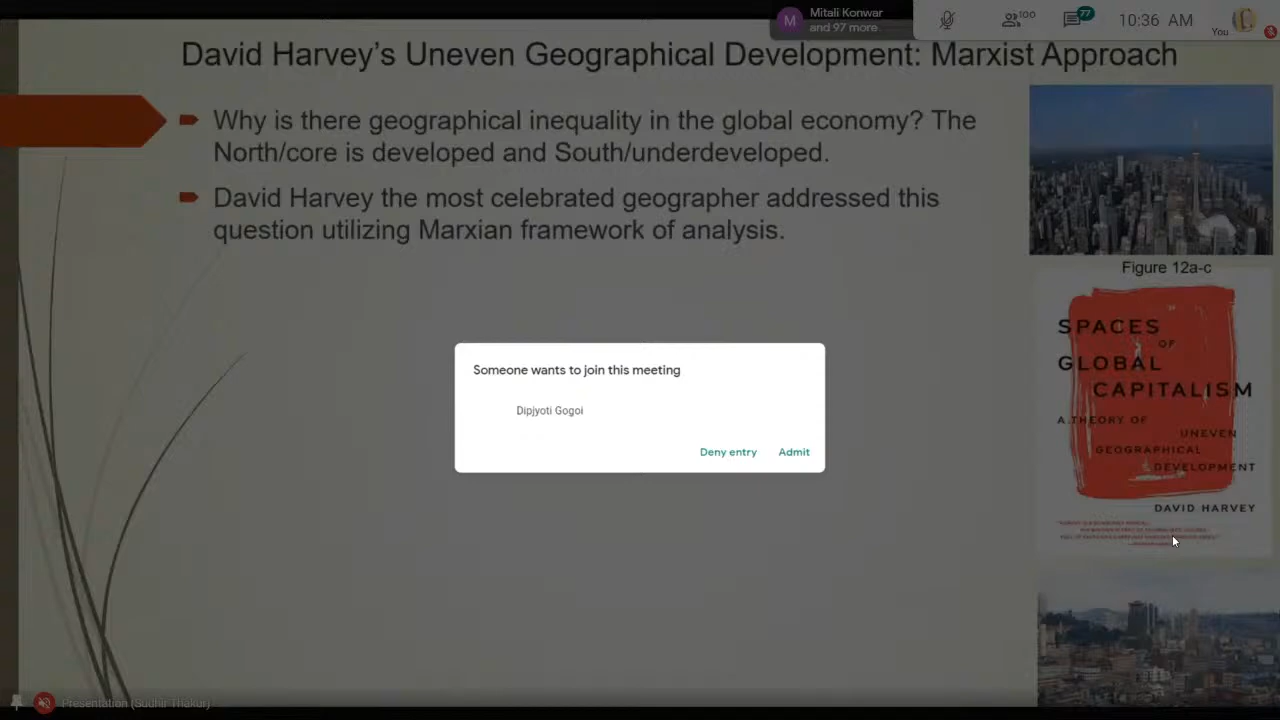 Mitali Konwar
and 97 more
M
100
77
10:36 AM
You
David Harvey's Uneven Geographical Development: Marxist Approach
Why is there geographical inequality in the global economy? The
North/core is developed and South/underdeveloped.
David Harvey the most celebrated geographer addressed this
question utilizing Marxian framework of analysis.
Figure 12a-c
SPACES
OF
GLOBAL
CAPITALISM
A THEORY OF
UNEVEN
GEOGRAPHICAL
DEVELOPMENT
DAVID HARVEY
Someone wants to join this meeting
Dipjyoti Gogoi
Deny entry Admit
Presentation (Sudhir Thakur)